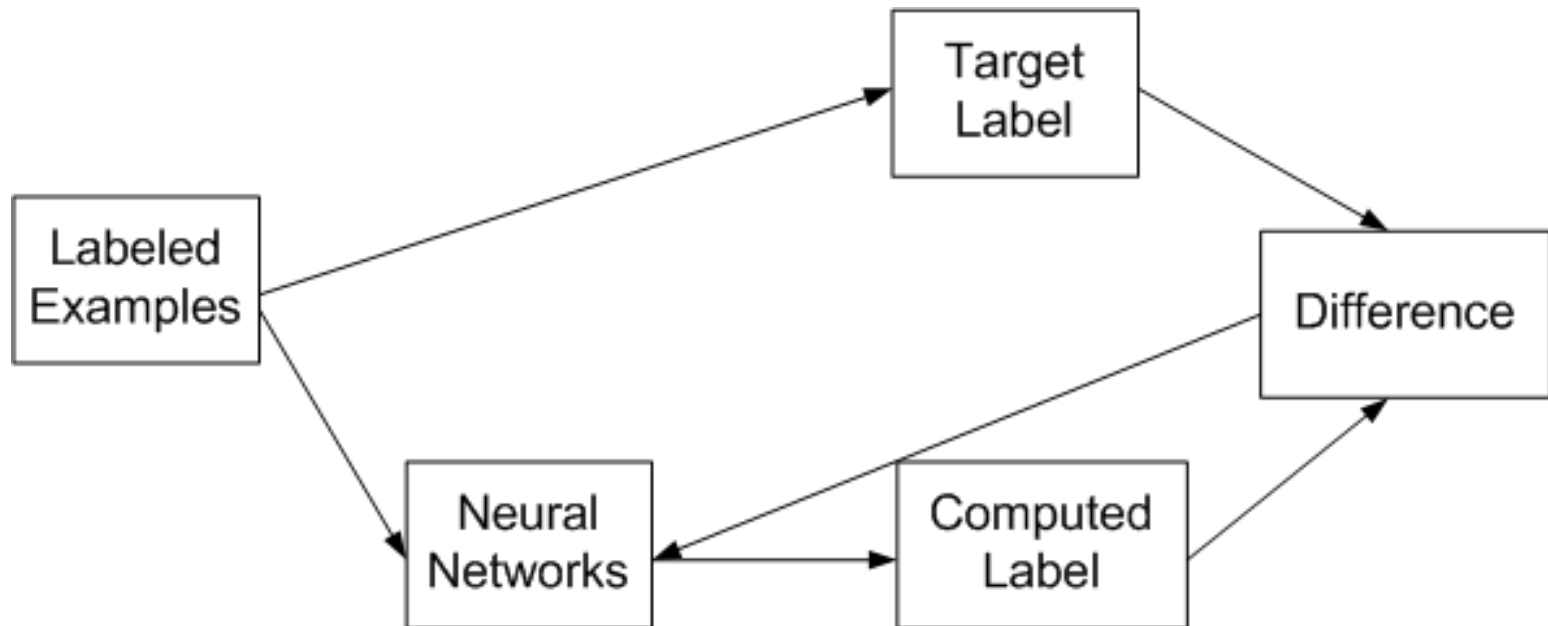 Target
Label
Labeled
Examples
Difference
Neural
Networks
Computed
Label